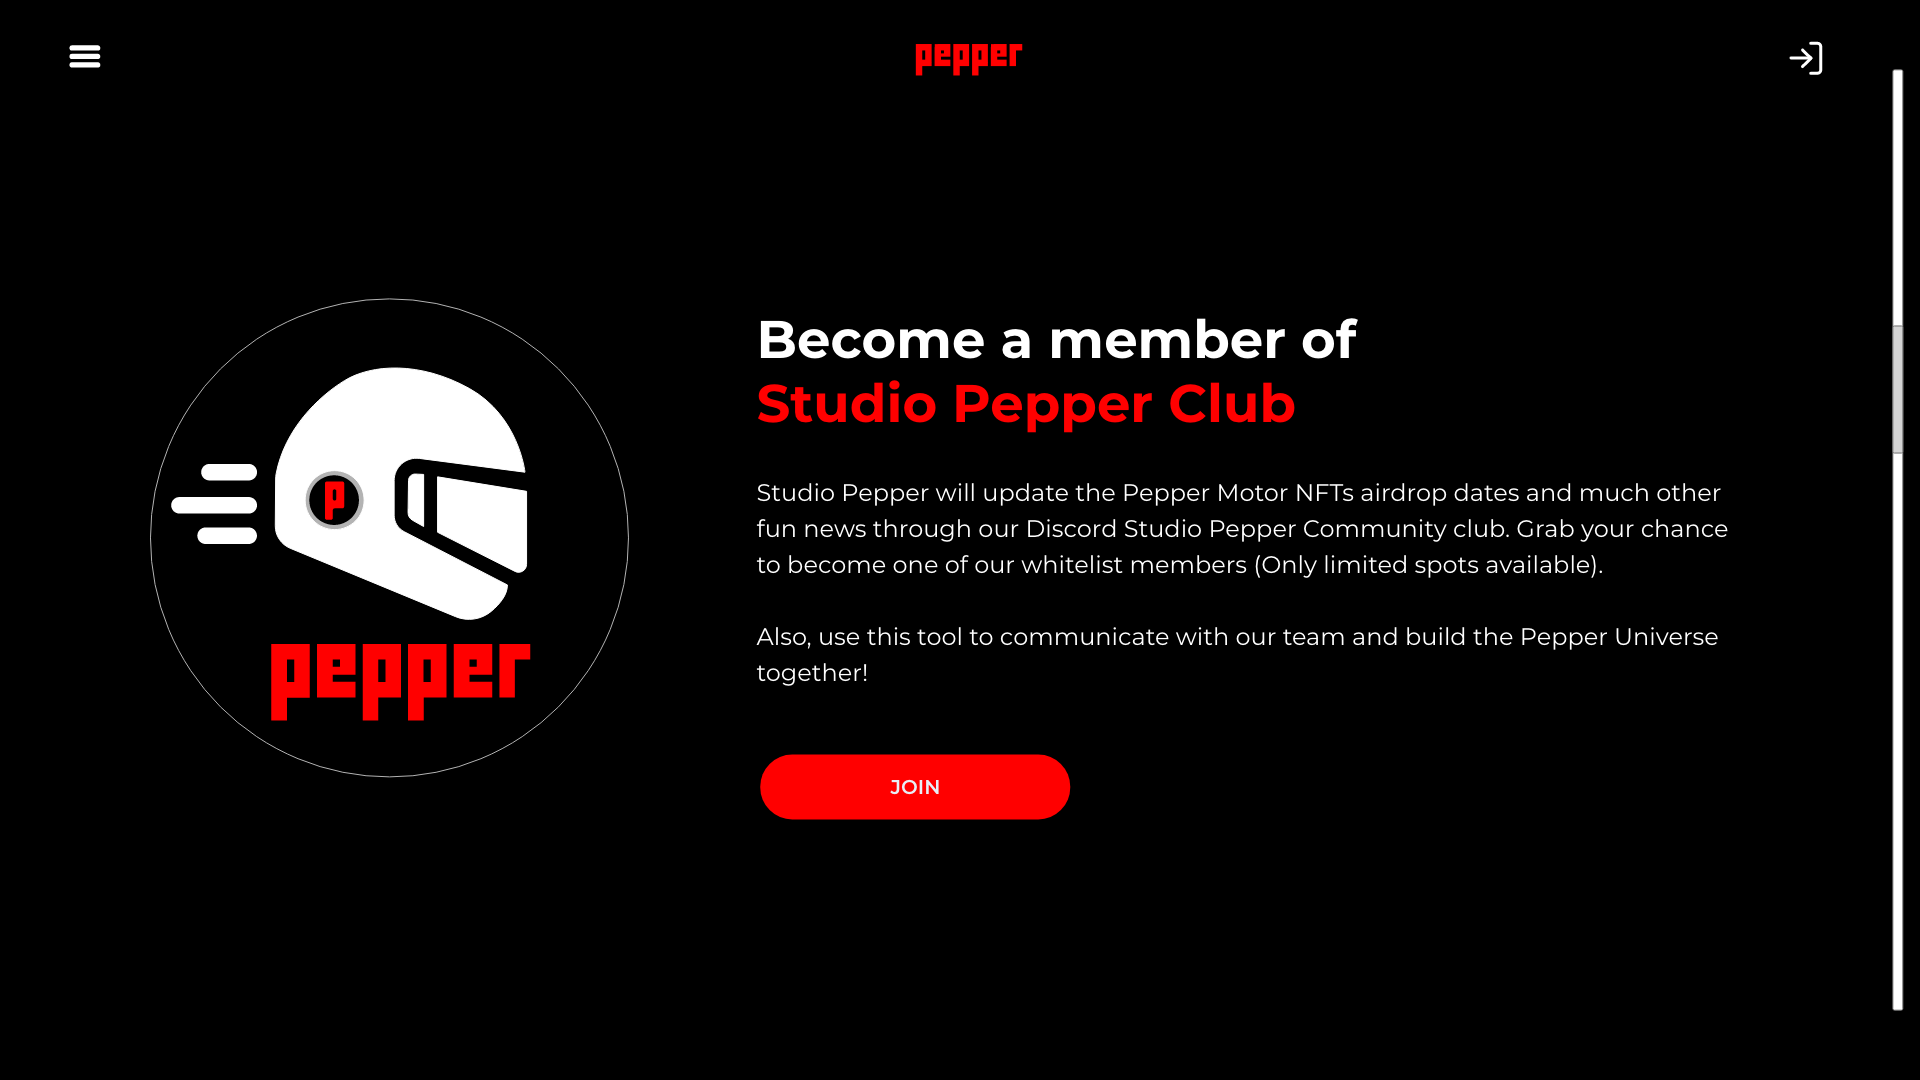 pepper
Become a member of
Studio Pepper Club
Studio Pepper will update the Pepper Motor NFTs airdrop dates and much other
fun news through our Discord Studio Pepper Community club. Grab your chance
to become one of our whitelist members (Only limited spots available).
Also, use this tool to communicate with our team and build the Pepper Universe
together!
JOIN
p
pepper